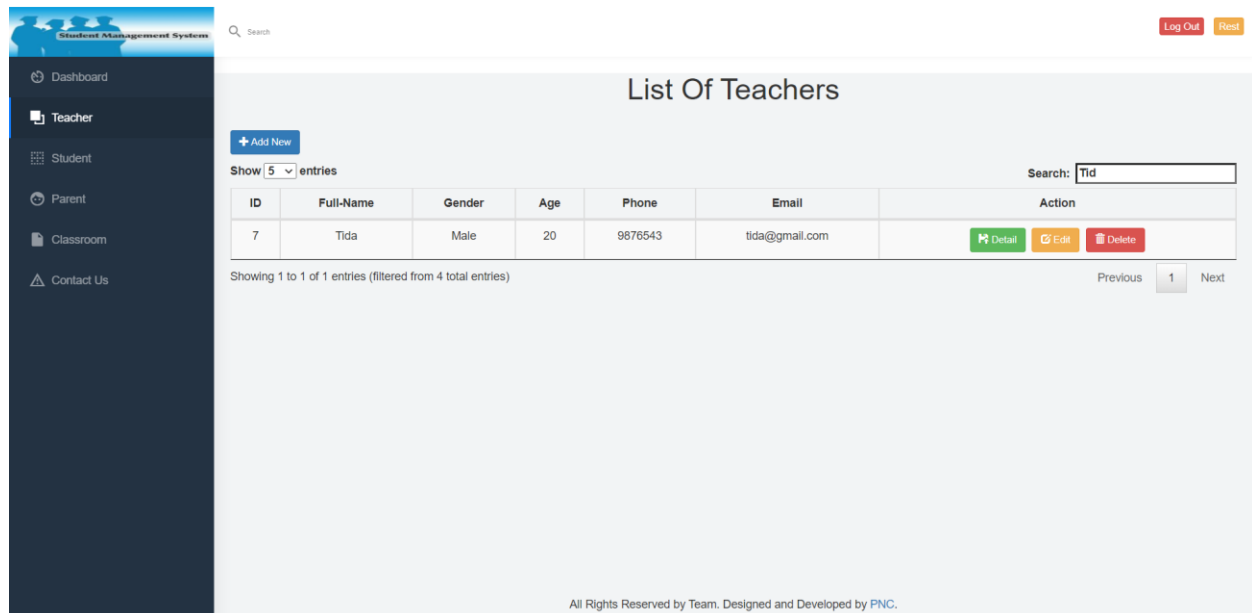 Student Management System
Search
Log Out Rest
Dashboard
Teacher
Student
Parent
Classroom
Contact Us
List Of Teachers
Add New
Show 5 entries
Search: Tid
ID Full-Name Gender Age Phone Email Action
7 Tida Male 20 9876543 tida@gmail.com Detail Edit Delete
Showing 1 to 1 of 1 entries (filtered from 4 total entries)
Previous 1 Next
All Rights Reserved by Team. Designed and Developed by PNC.